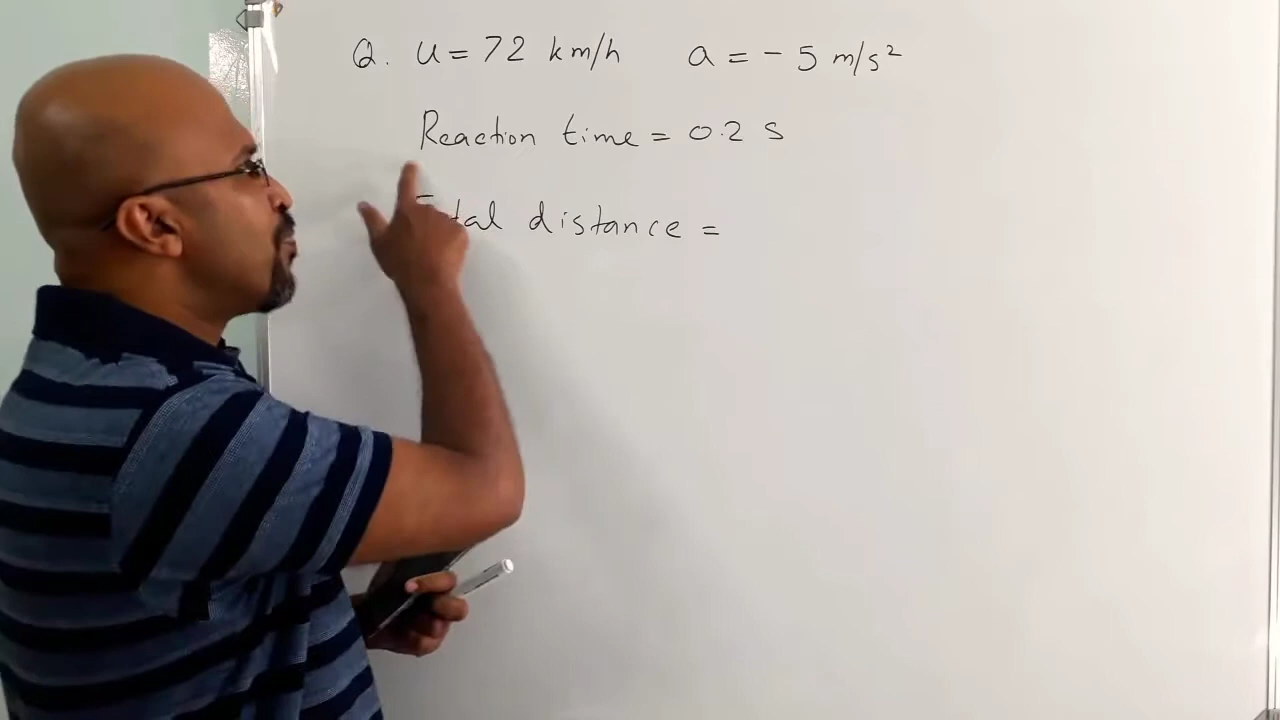 Q. u = 72 km/h a = - 5 m/s²
Reaction time = 0.2 s
distance =